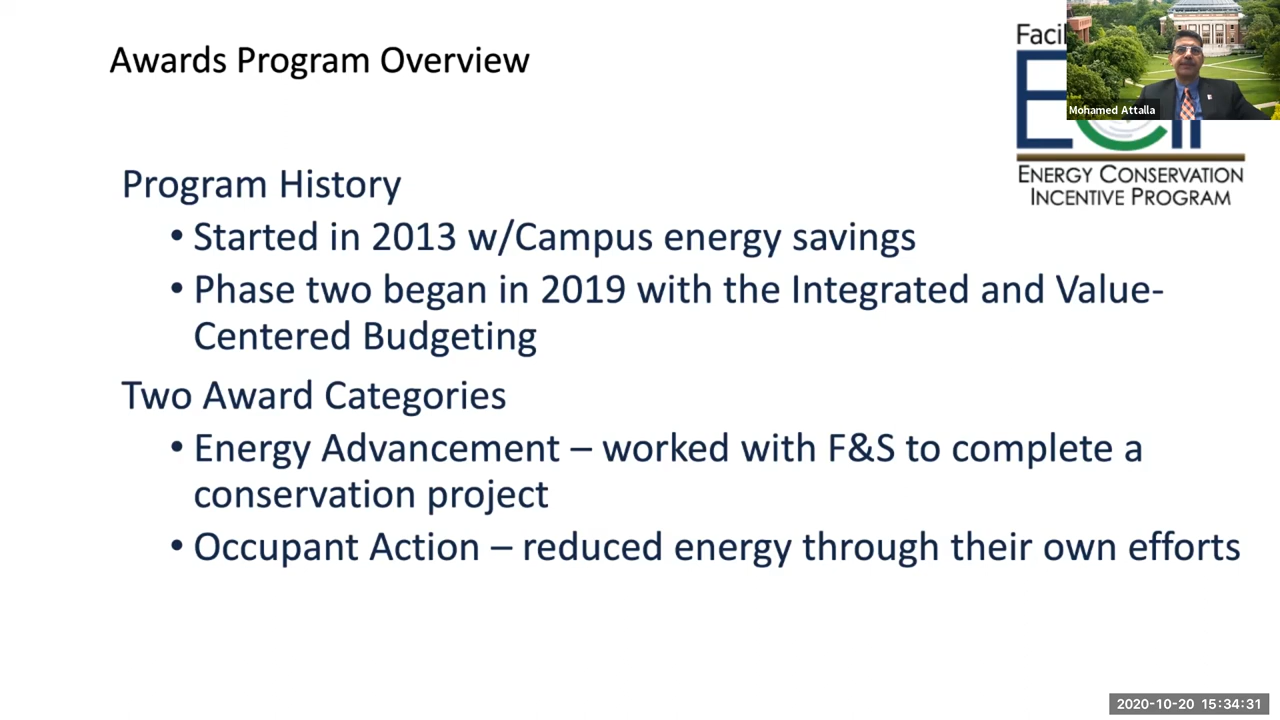 Awards Program Overview
Facil
Mohamed Attalla
ENERGY CONSERVATION
INCENTIVE PROGRAM
Program History
• Started in 2013 w/Campus energy savings
• Phase two began in 2019 with the Integrated and Value-
Centered Budgeting
Two Award Categories
• Energy Advancement – worked with F&S to complete a
conservation project
• Occupant Action – reduced energy through their own efforts
2020-10-20 15:34:31